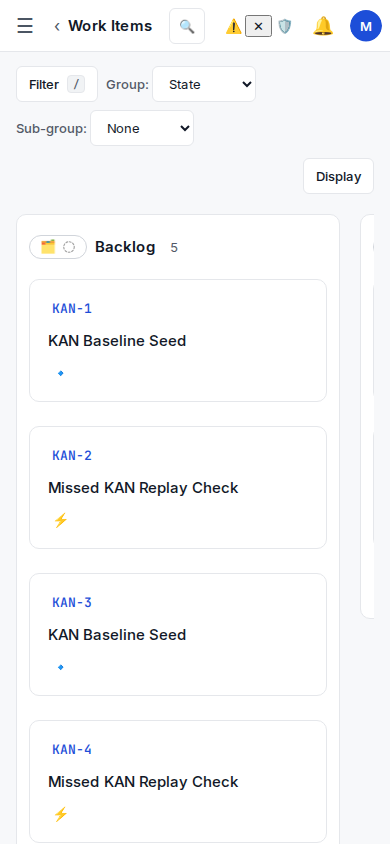 Work Items
M
Filter /
Group: State
Sub-group: None
Display
Backlog 5
KAN-1
KAN Baseline Seed
KAN-2
Missed KAN Replay Check
KAN-3
KAN Baseline Seed
KAN-4
Missed KAN Replay Check